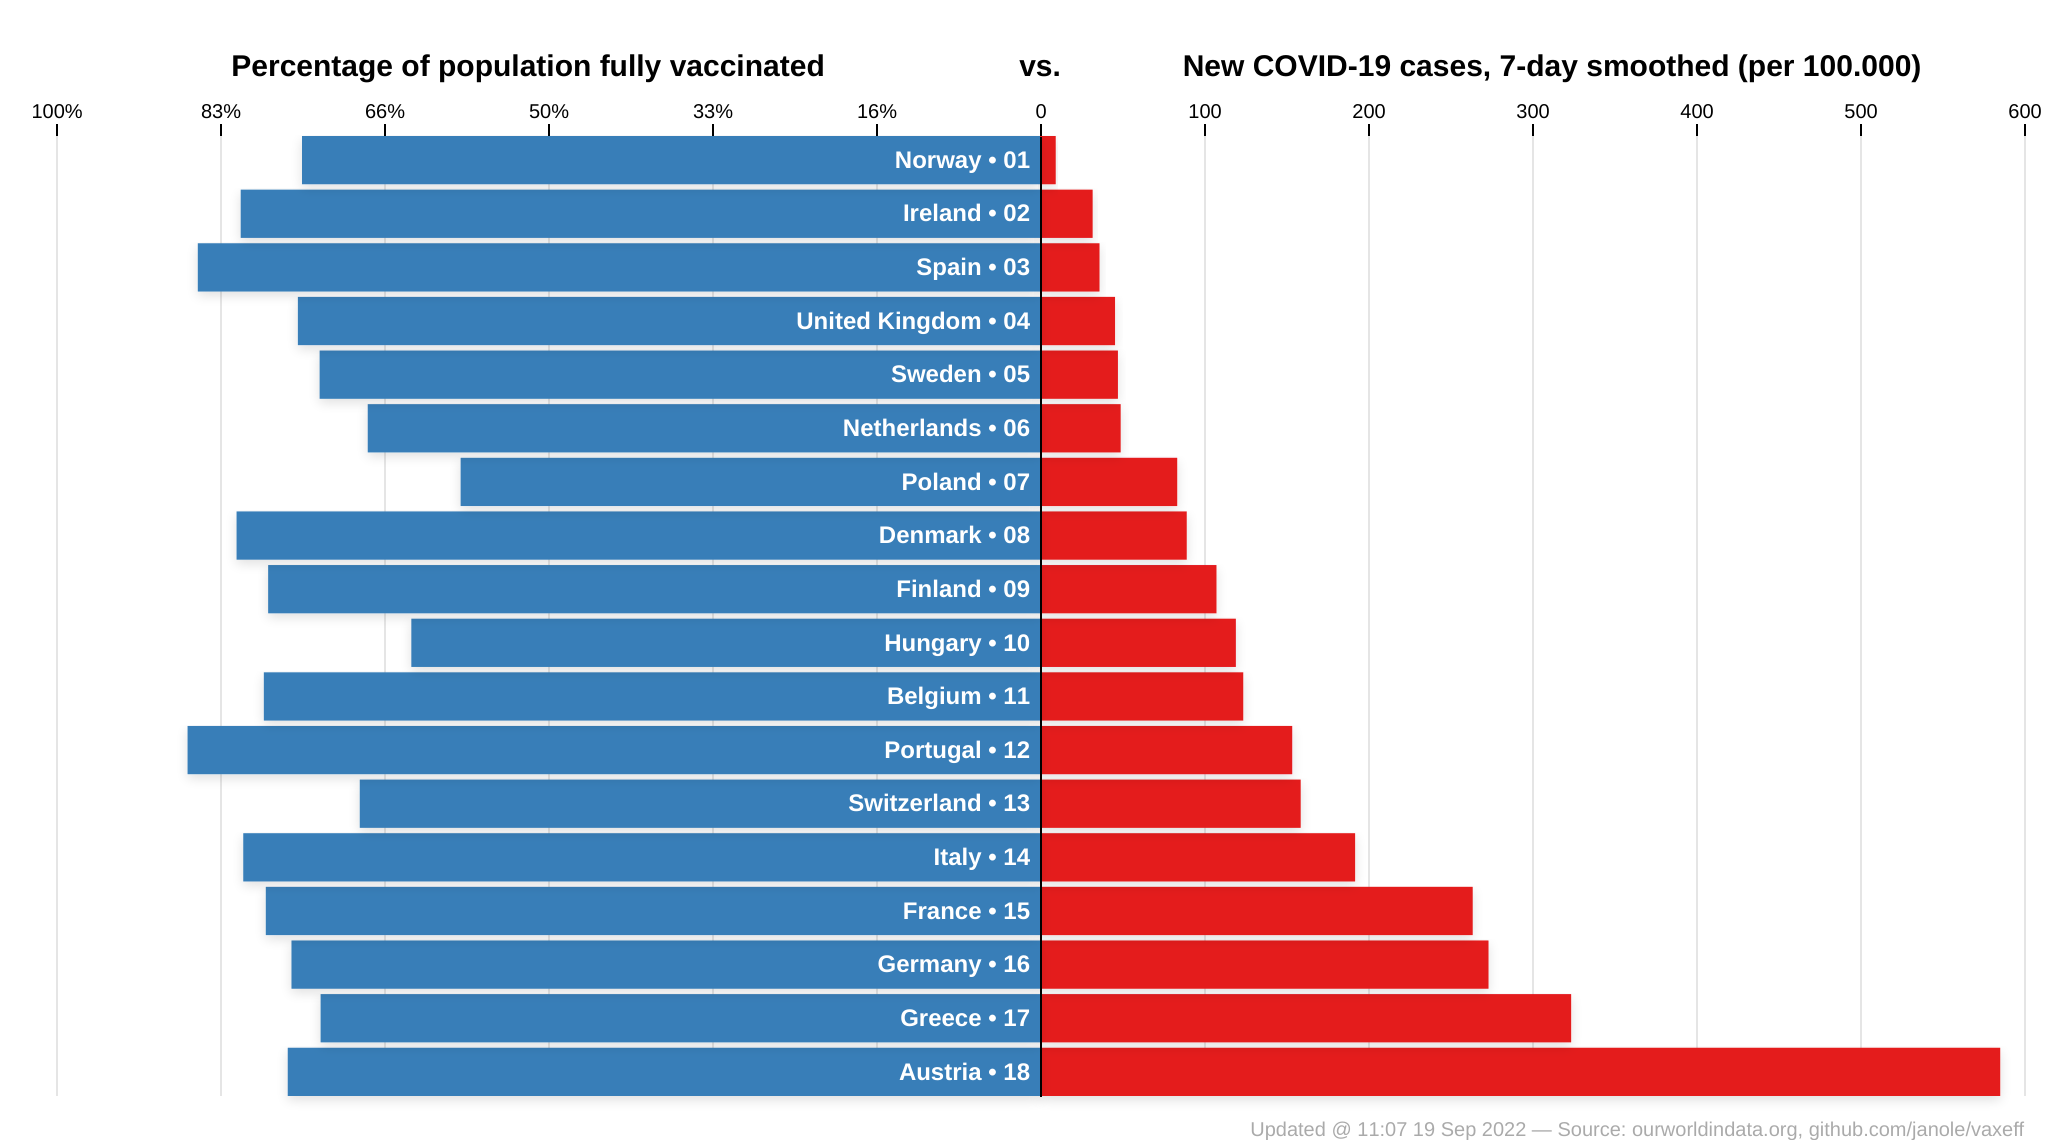 Percentage of population fully vaccinated vs. New COVID-19 cases, 7-day smoothed (per 100.000)
100% 83% 66% 50% 33% 16% 0 100 200 300 400 500 600
Norway • 01
Ireland • 02
Spain • 03
United Kingdom • 04
Sweden • 05
Netherlands • 06
Poland • 07
Denmark • 08
Finland • 09
Hungary • 10
Belgium • 11
Portugal • 12
Switzerland • 13
Italy • 14
France • 15
Germany • 16
Greece • 17
Austria • 18
Updated @ 11:07 19 Sep 2022 — Source: ourworldindata.org, github.com/janole/vaxeff